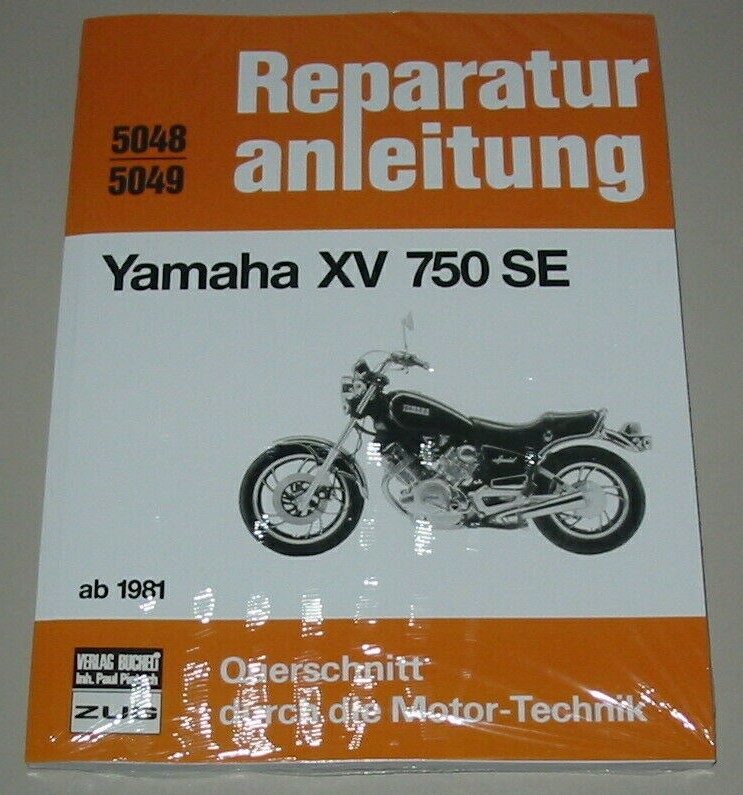 Reparatur
anleitung
5048
5049
Yamaha XV 750 SE
YAMAHA
ab 1981
VERLAG BUCHELI
Inh. Paul Pietsch
ZUG
Querschnitt
durch die Motor-Technik